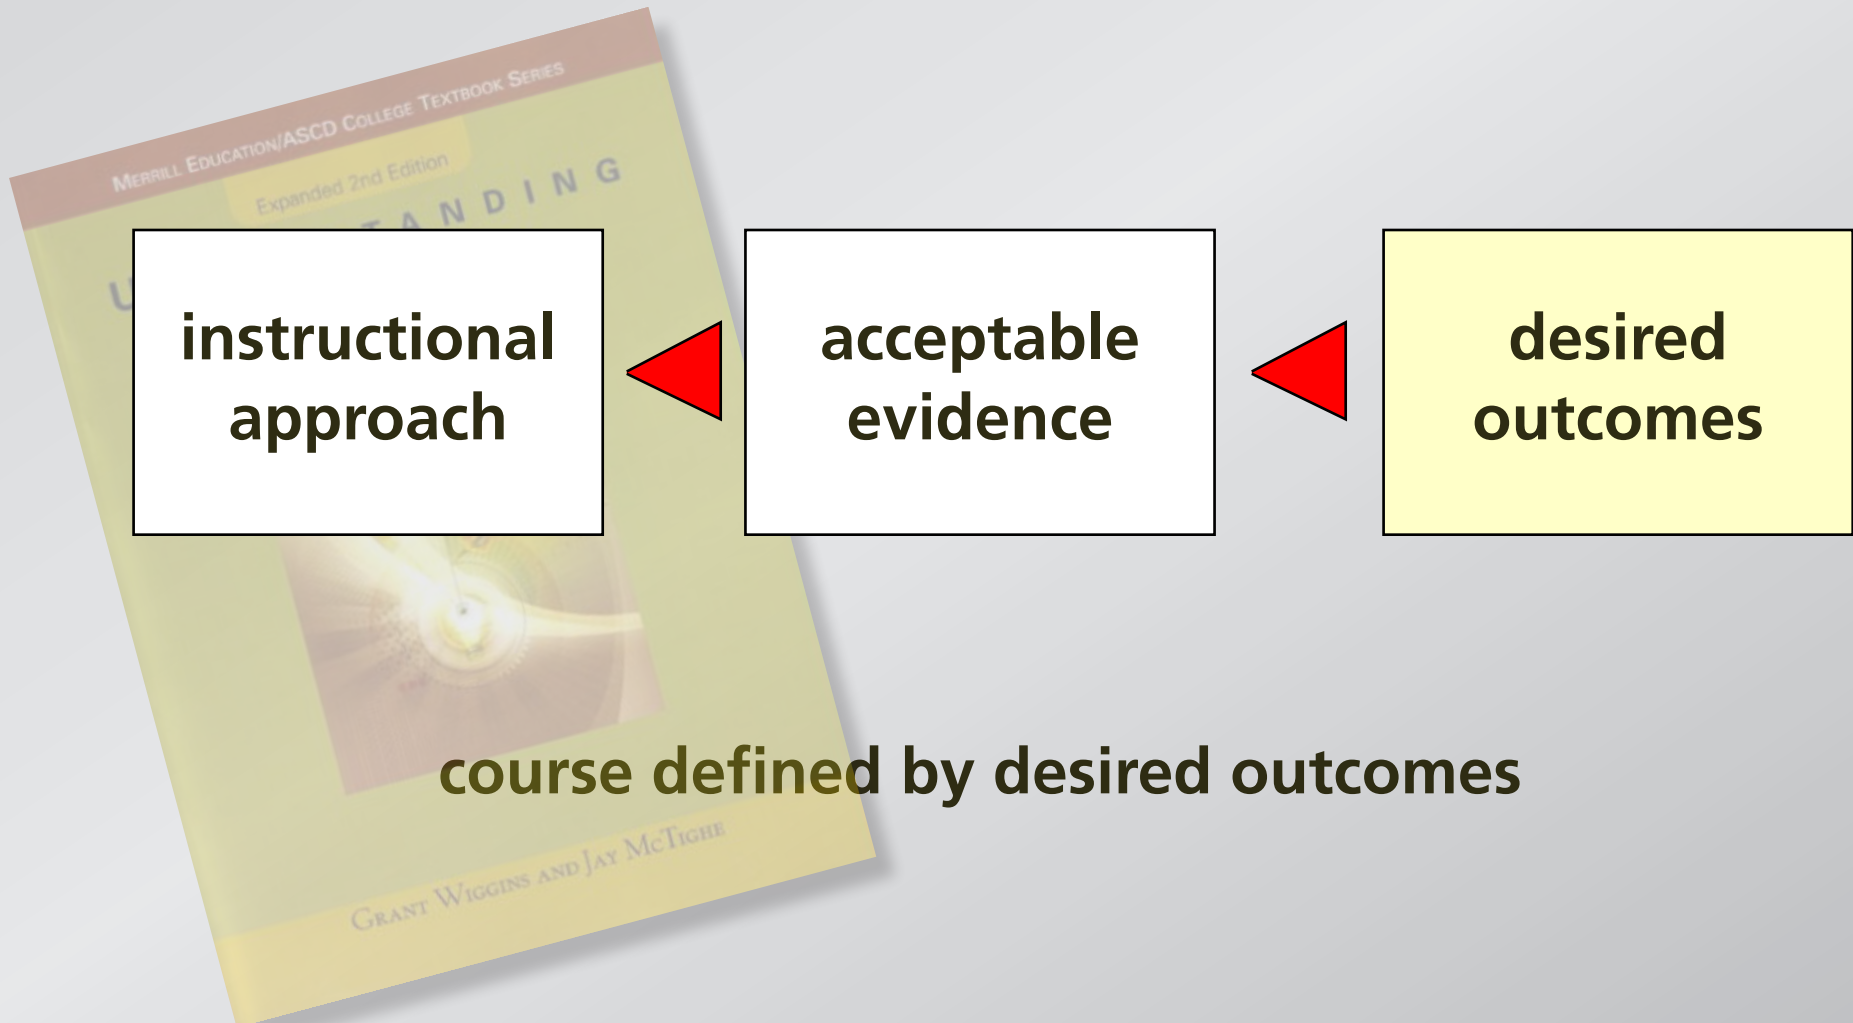 MERRILL EDUCATION/ASCD COLLEGE TEXTBOOK SERIES
Expanded 2nd Edition
instructional
approach
acceptable
evidence
desired
outcomes
course defined by desired outcomes
GRANT WIGGINS AND JAY MCTIGHE